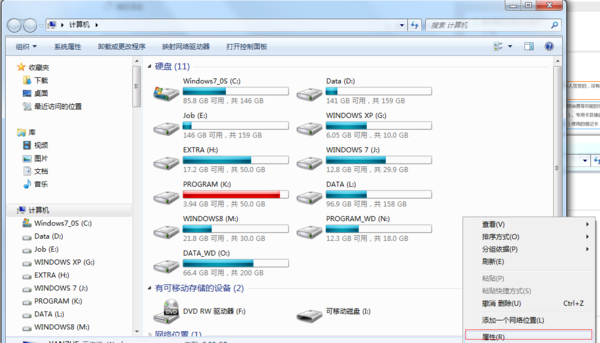 计算机
搜索 计算机
组织 系统属性 卸载或更改程序 映射网络驱动器 打开控制面板
收藏夹
下载
桌面
最近访问的位置
库
视频
图片
文档
音乐
计算机
Windows7_OS (C:)
Data (D:)
Job (E:)
WINDOWS XP (G:)
EXTRA (H:)
WINDOWS 7 (J:)
PROGRAM (K:)
DATA (L:)
WINDOWS8 (M:)
硬盘 (11)
Windows7_OS (C:)
85.8 GB 可用，共 146 GB
Data (D:)
141 GB 可用，共 159 GB
Job (E:)
146 GB 可用，共 159 GB
WINDOWS XP (G:)
6.05 GB 可用，共 10.0 GB
EXTRA (H:)
17.2 GB 可用，共 50.0 GB
WINDOWS 7 (J:)
12.8 GB 可用，共 29.9 GB
PROGRAM (K:)
3.94 GB 可用，共 50.0 GB
DATA (L:)
96.9 GB 可用，共 158 GB
WINDOWS8 (M:)
21.8 GB 可用，共 30.0 GB
PROGRAM_WD (N:)
12.3 GB 可用，共 18.0 GB
DATA_WD (O:)
66.4 GB 可用，共 200 GB
有可移动存储的设备 (2)
DVD RW 驱动器 (F:)
可移动磁盘 (I:)
网络位置 (1)
查看(V)
排序方式(O)
分组依据(P)
刷新(E)
粘贴(P)
粘贴快捷方式(S)
撤消 删除(U) Ctrl+Z
添加一个网络位置(L)
属性(R)